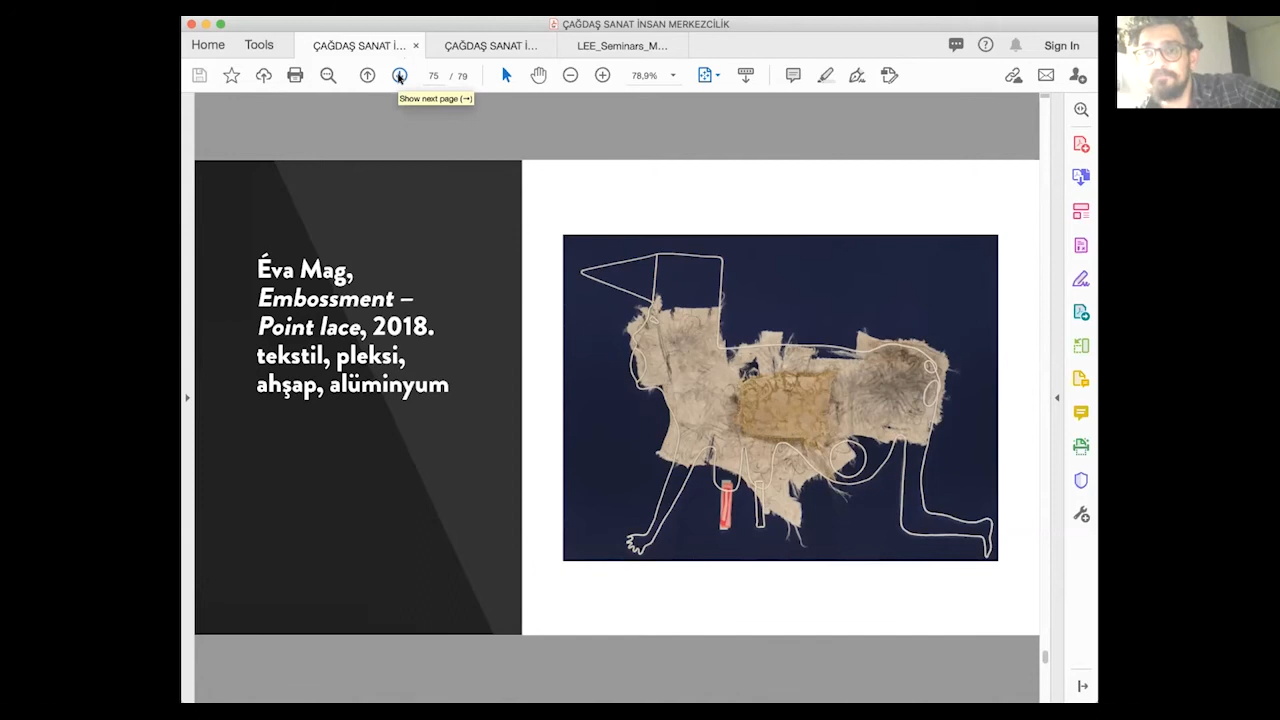 ÇAĞDAŞ SANAT İNSAN MERKEZCİLİK
Home Tools ÇAĞDAŞ SANAT İ... × ÇAĞDAŞ SANAT İ... LEE_Seminars_M... Sign In
75 / 79 78,9%
Show next page (→)
Éva Mag,
Embossment –
Point lace, 2018.
tekstil, pleksi,
ahşap, alüminyum